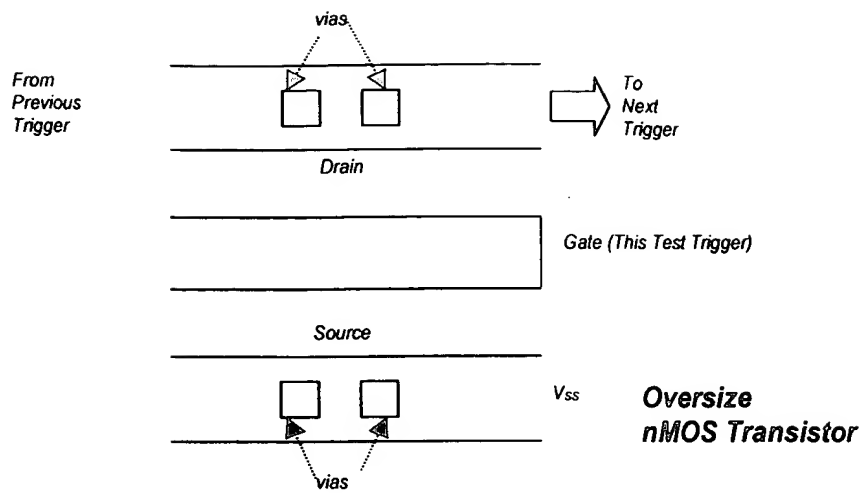 vias
From
Previous
Trigger
To
Next
Trigger
Drain
Gate (This Test Trigger)
Source
Vss
Oversize
nMOS Transistor
vias